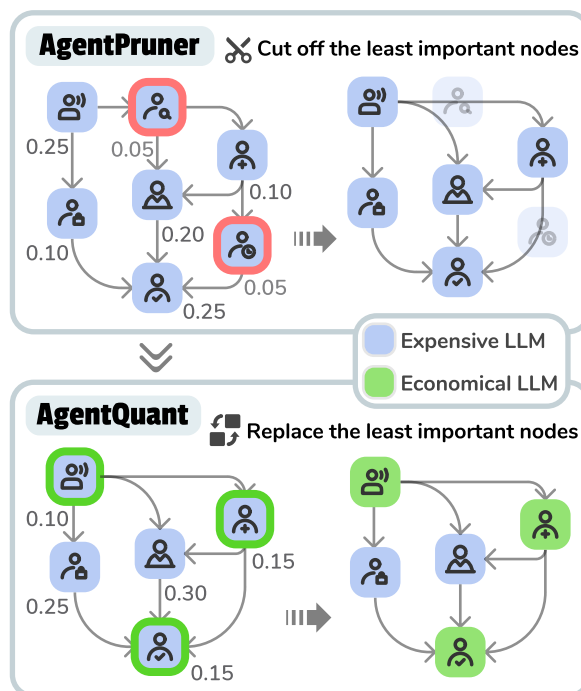 AgentPruner
Cut off the least important nodes
0.25
0.05
0.10
0.10
0.20
0.05
0.25
Expensive LLM
Economical LLM
AgentQuant
Replace the least important nodes
0.10
0.15
0.30
0.25
0.15